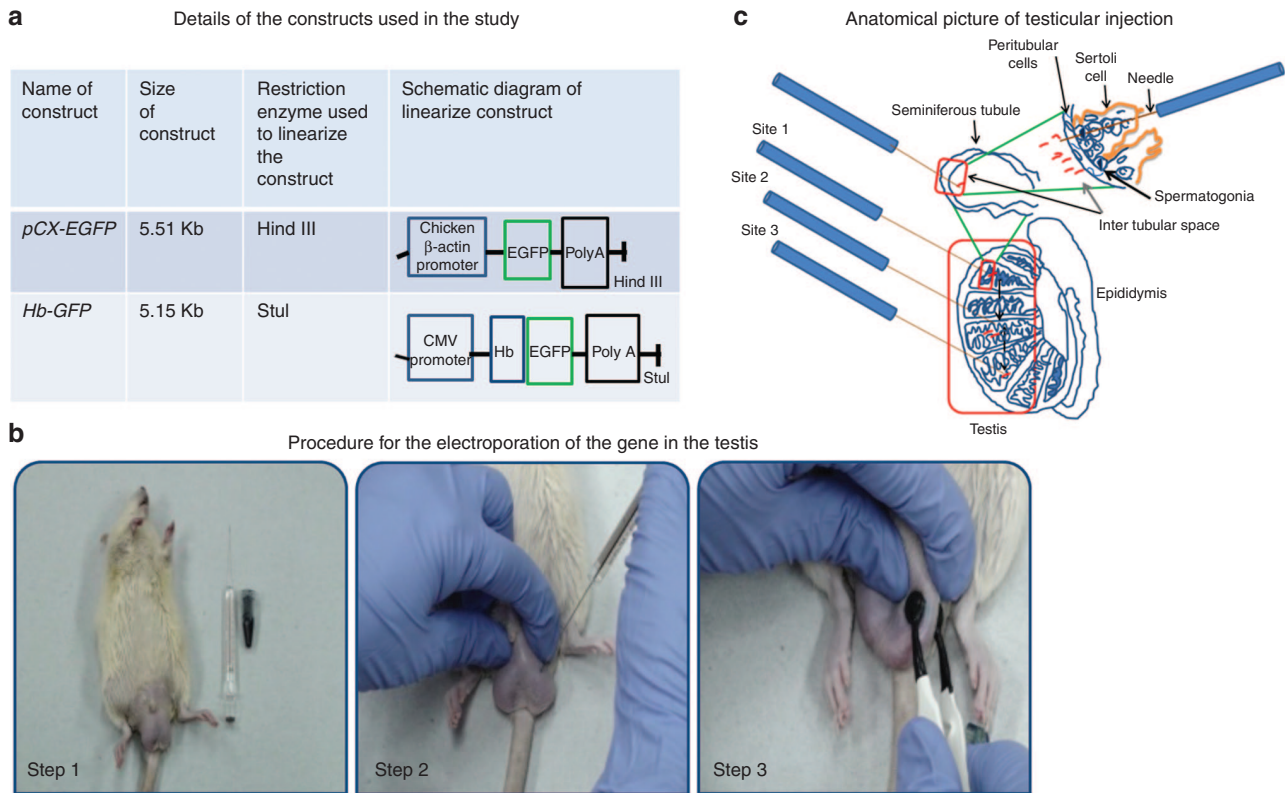 a
Details of the constructs used in the study
Name of
construct
Size
of
construct
Restriction
enzyme used
to linearize
the
construct
Schematic diagram of
linearize construct
pCX-EGFP
5.51 Kb
Hind III
Chicken
β-actin
promoter
EGFP
PolyA
Hind III
Hb-GFP
5.15 Kb
Stul
CMV
promoter
Hb
EGFP
Poly A
Stul
c
Anatomical picture of testicular injection
Peritubular
cells
Sertoli
cell
Needle
Seminiferous tubule
Site 1
Site 2
Site 3
Spermatogonia
Inter tubular space
Epididymis
Testis
b
Procedure for the electroporation of the gene in the testis
Step 1
Step 2
Step 3